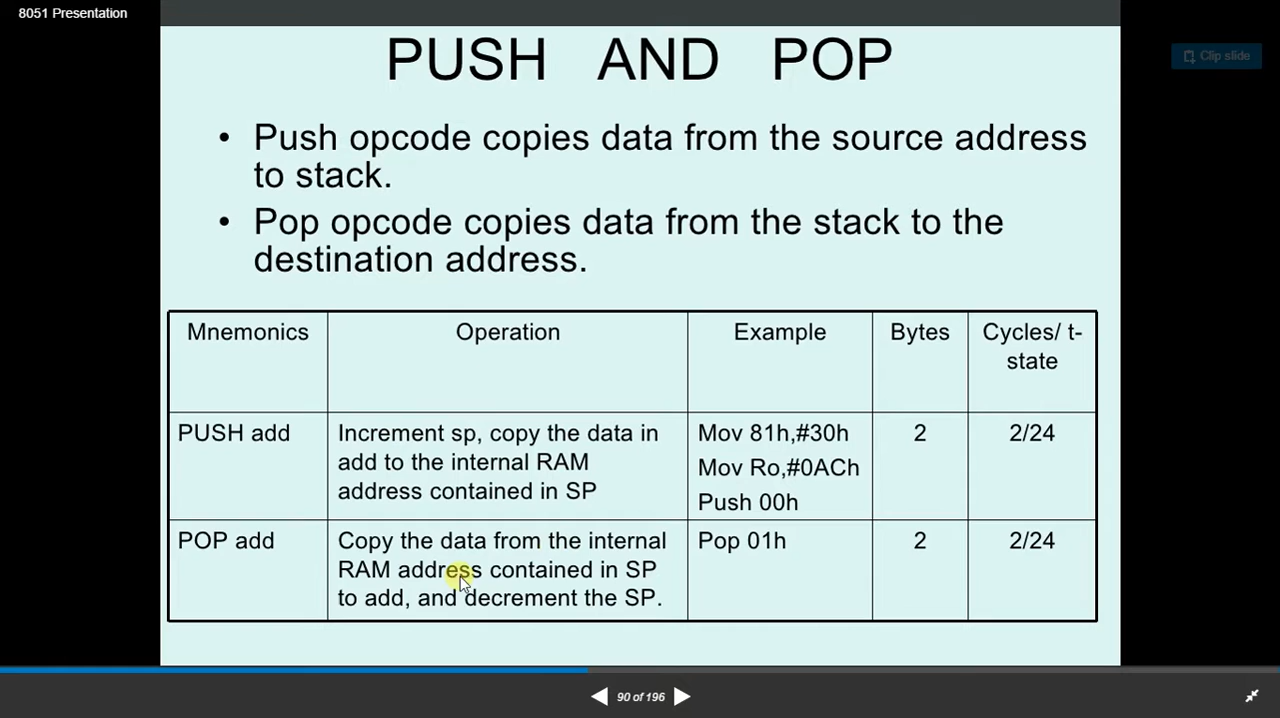 8051 Presentation
Clip slide
PUSH AND POP
• Push opcode copies data from the source address
to stack.
• Pop opcode copies data from the stack to the
destination address.
Mnemonics Operation Example Bytes Cycles/ t-
state
PUSH add Increment sp, copy the data in Mov 81h,#30h 2 2/24
add to the internal RAM Mov Ro,#0ACh
address contained in SP Push 00h
POP add Copy the data from the internal Pop 01h 2 2/24
RAM address contained in SP
to add, and decrement the SP.
90 of 196